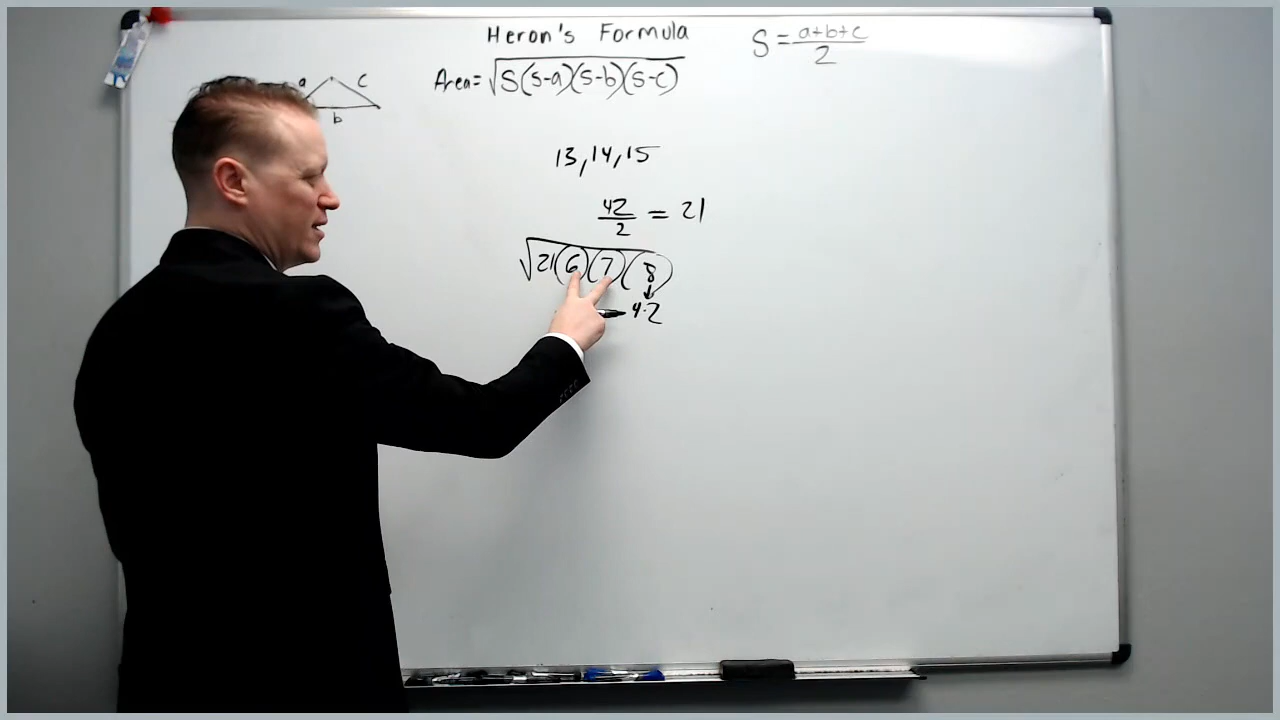 Heron's Formula
S = a+b+c / 2
Area = √S(s-a)(s-b)(s-c)
a c
b
13, 14, 15
42 / 2 = 21
√21(6)(7)(8)
4·2